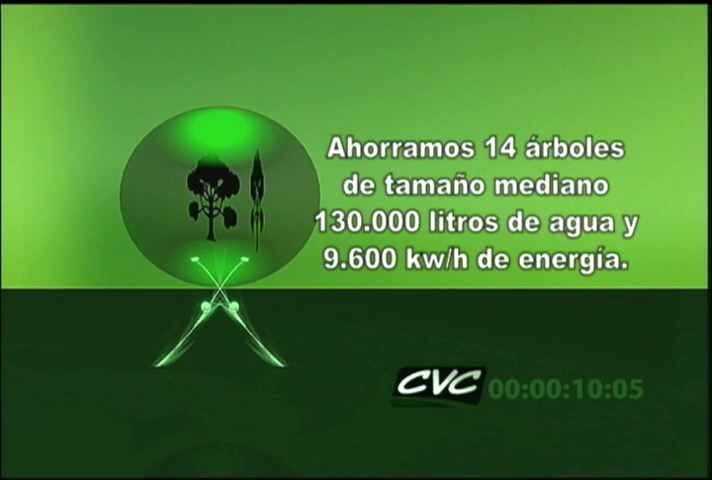 Ahorramos 14 árboles
de tamaño mediano
130.000 litros de agua y
9.600 kw/h de energía.
CVC 00:00:10:05